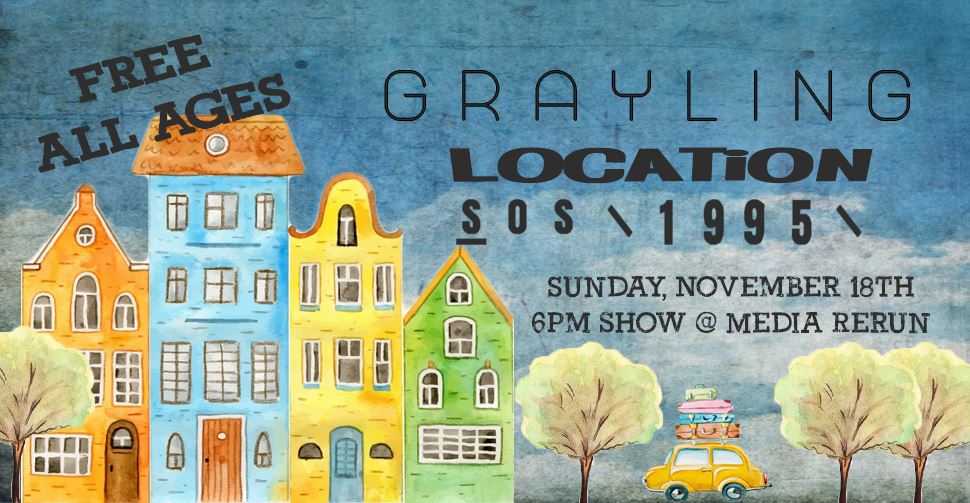 FREE
ALL AGES
GRAYLING
LOCATiON
SOS \1995\
SUNDAY, NOVEMBER 18TH
6PM SHOW @ MEDIA RERUN